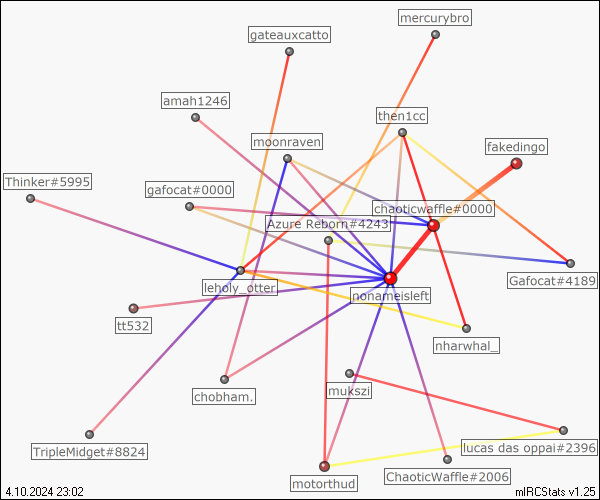 mercurybro
gateauxcatto
amah1246
then1cc
moonraven
fakedingo
Thinker#5995
gafocat#0000
chaoticwaffle#0000
Azure Reborn#4243
Gafocat#4189
leholy_otter
nonameisleft
tt532
nharwhal_
chobham.
mukszi
TripleMidget#8824
lucas das oppai#2396
motorthud
ChaoticWaffle#2006
4.10.2024 23:02
mIRCStats v1.25